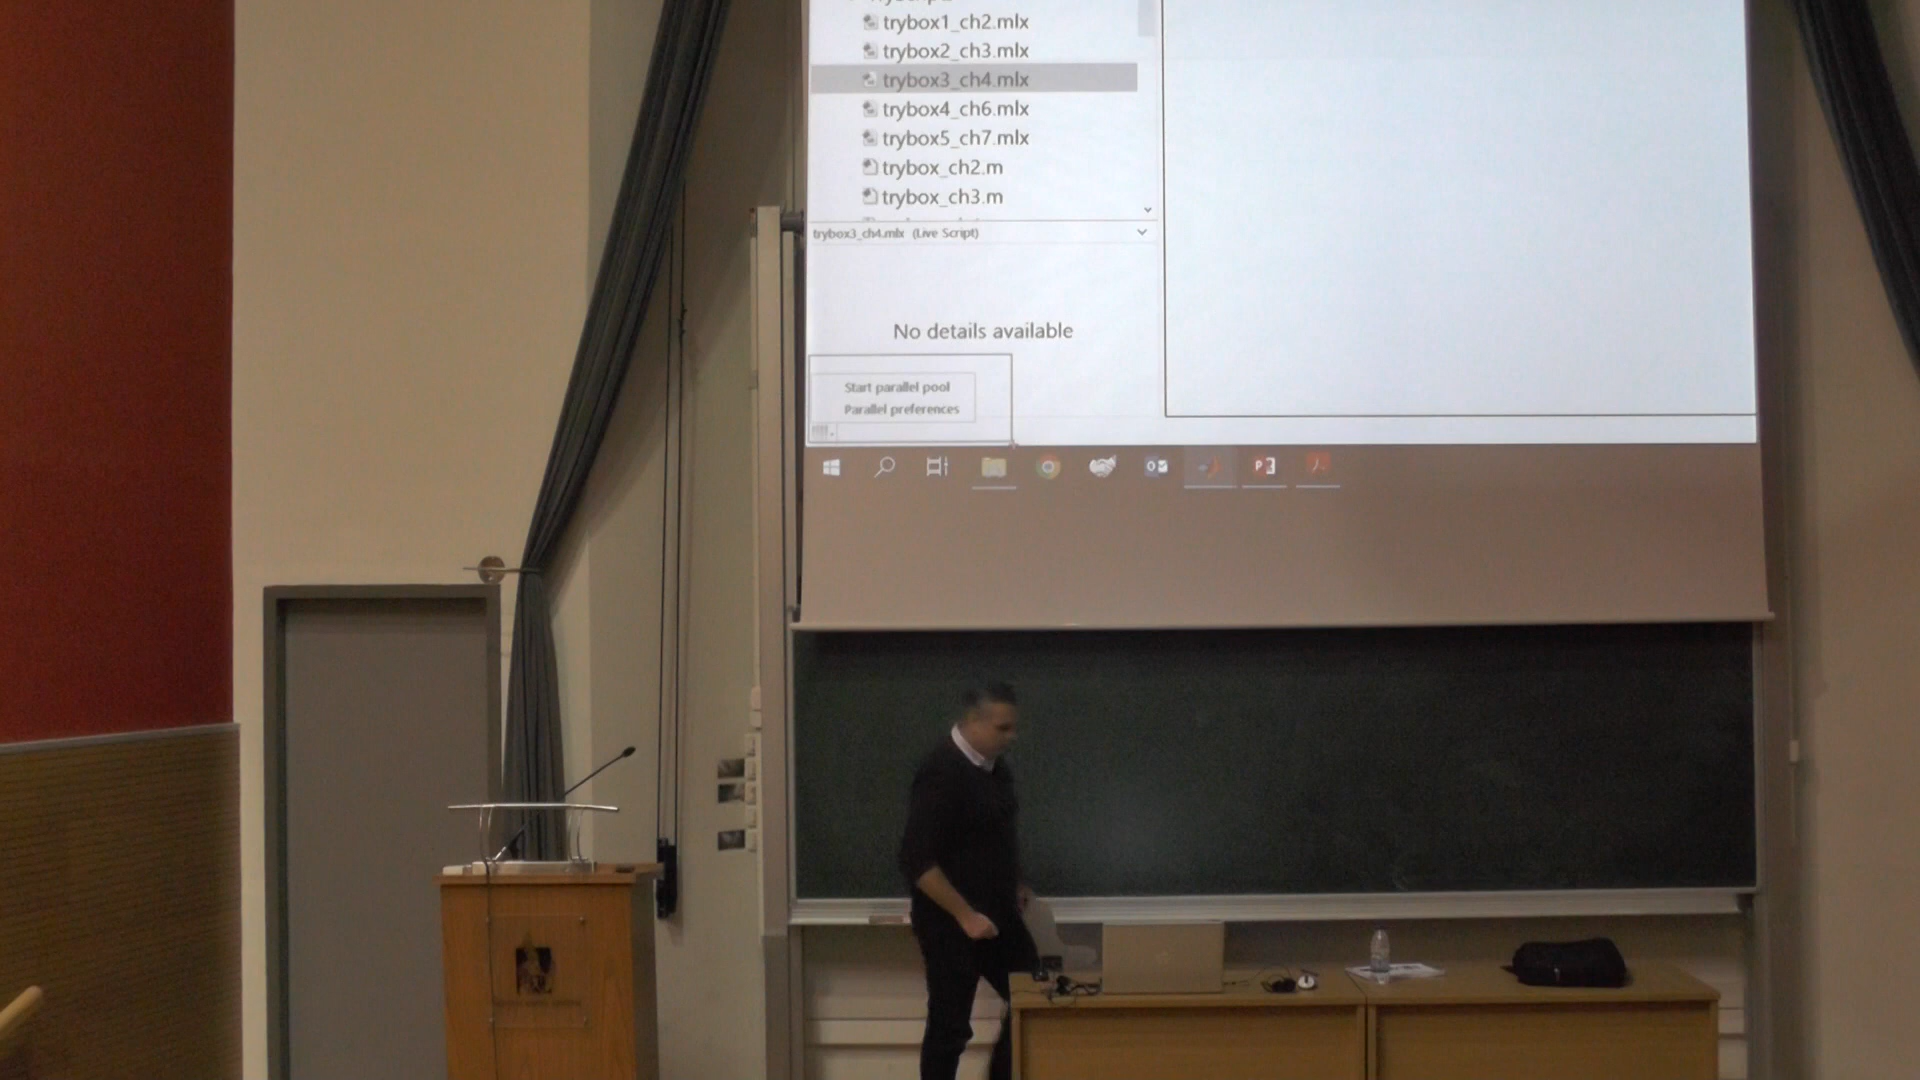 trybox1_ch2.mlx
trybox2_ch3.mlx
trybox3_ch4.mlx
trybox4_ch6.mlx
trybox5_ch7.mlx
trybox_ch2.m
trybox_ch3.m
trybox3_ch4.mlx (Live Script)
No details available
Start parallel pool
Parallel preferences